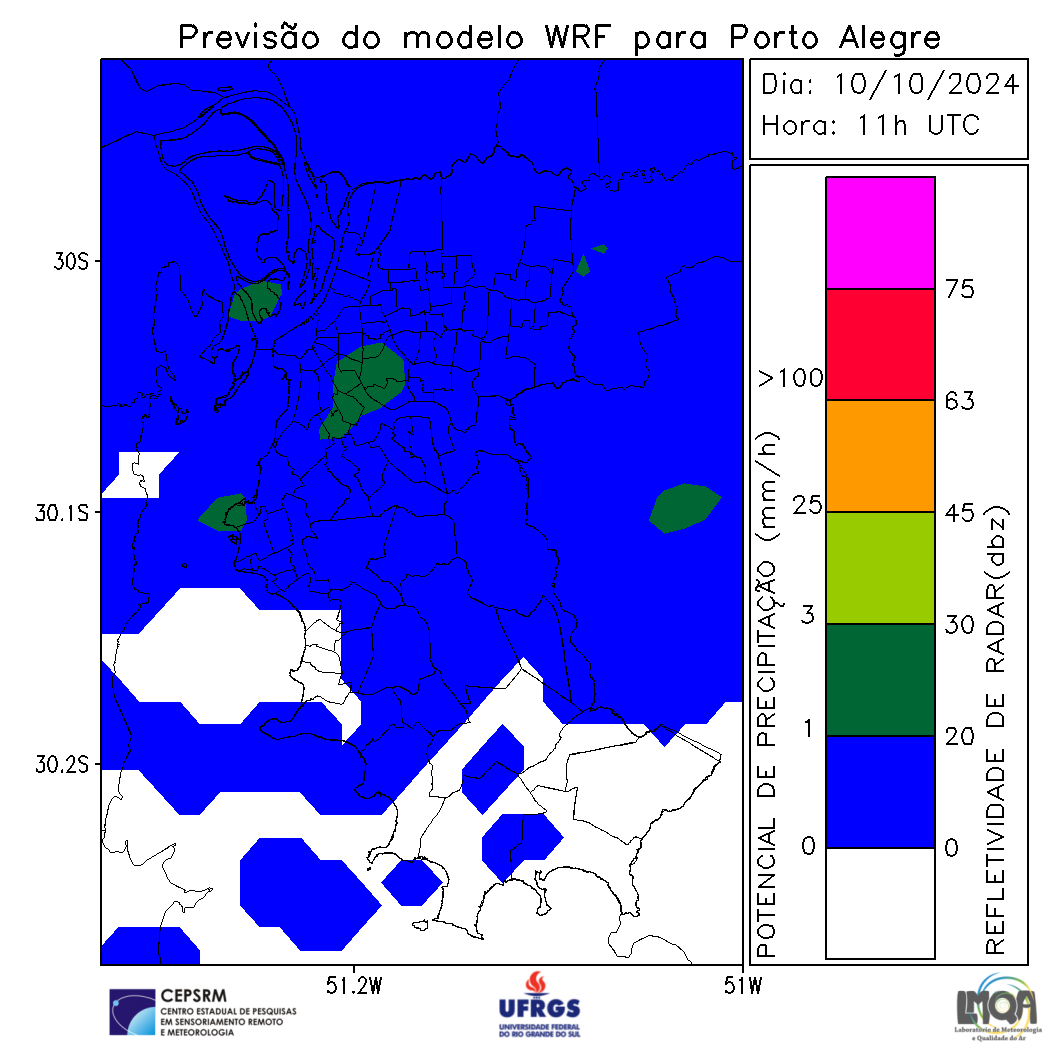 Previsão do modelo WRF para Porto Alegre
Dia: 10/10/2024
Hora: 11h UTC
30S
30.1S
30.2S
51.2W
51W
POTENCIAL DE PRECIPITAÇÃO (mm/h)
>100
25
3
1
0
75
63
45
30
20
0
REFLETIVIDADE DE RADAR(dbz)
CEPSRM
CENTRO ESTADUAL DE PESQUISAS
EM SENSORIAMENTO REMOTO
E METEOROLOGIA
UFRGS
UNIVERSIDADE FEDERAL
DO RIO GRANDE DO SUL
LMQA
Laboratório de Meteorologia
e Qualidade do Ar